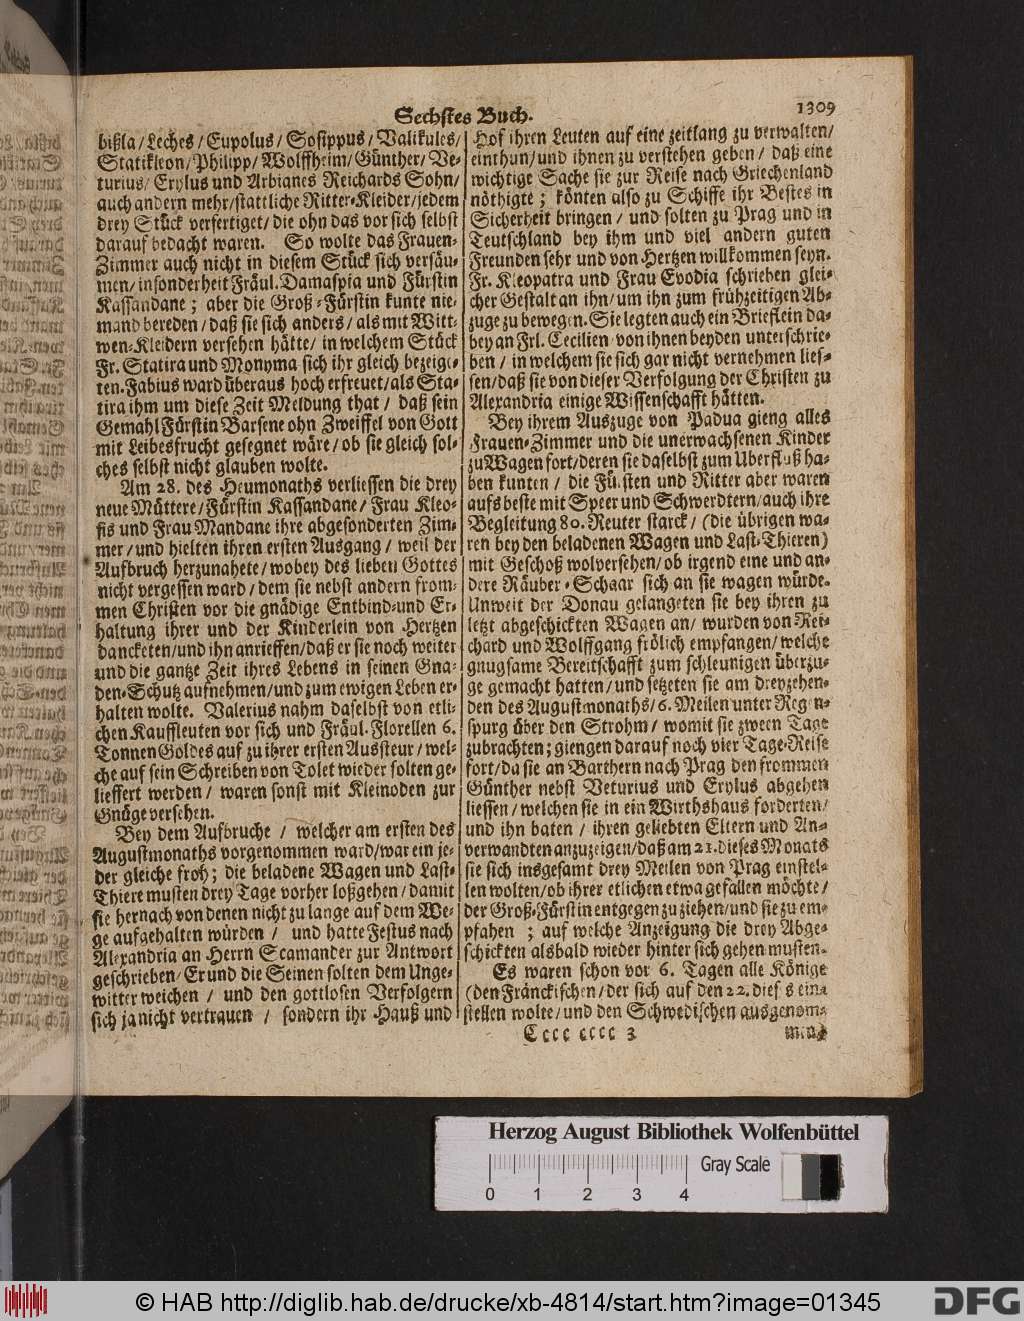 Sechstes Buch.
1309
bißla/Leches/Eupolus/Sosippus/Valikules/
Statikleon/Philipp/Wolffheim/Günther/Ve-
turius/Erylus und Arbianes Reichards Sohn/
auch andern mehr/stattliche Ritter-Kleider/jedem
drey Stück verfertiget/die ohn das vor sich selbst
darauf bedacht waren. So wolte das Frauen-
Zimmer auch nicht in diesem Stück sich versäu-
men/insonderheit Fräul. Damaspia und Fürstin
Kassandane; aber die Groß-Fürstin kunte nie-
mand bereden/daß sie sich anders/als mit Witt-
wen-Kleidern versehen hätte/in welchem Stück
Fr. Statira und Monyma sich ihr gleich bezeig-
ten. Fabius ward überaus hoch erfreuet/als Sta-
tira ihm um diese Zeit Meldung that/daß sein
Gemahl Fürstin Barsene ohn Zweiffel von Gott
mit Leibesfrucht gesegnet wäre/ob sie gleich sol-
ches selbst nicht glauben wolte.
Am 28. des Heumonaths verliessen die drey
neue Müttere/Fürstin Kassandane/Frau Kleo-
fis und Frau Mandane ihre abgesonderten Zim-
mer/und hielten ihren ersten Ausgang/weil der
Aufbruch herzunahete/wobey des lieben Gottes
nicht vergessen ward/dem sie nebst andern from-
men Christen vor die gnädige Entbind-und Er-
haltung ihrer und der Kinderlein von Hertzen
dancketen/und ihn anrieffen/daß er sie noch weiter
und die gantze Zeit ihres Lebens in seinen Gna-
den-Schutz aufnehmen/und zum ewigen Leben er-
halten wolte. Valerius nahm daselbst von etli-
chen Kauffleuten vor sich und Fräul. Florellen 6.
Tonnen Goldes auf zu ihrer ersten Aussteur/wel-
che auf sein Schreiben von Tolet wieder solten ge-
lieffert werden/waren sonst mit Kleinoden zur
Gnüge versehen.
Bey dem Aufbruche/welcher am ersten des
Augustmonaths vorgenommen ward/war ein je-
der gleiche froh; die beladene Wagen und Last-
Thiere musten drey Tage vorher loßgehen/damit
sie hernach von denen nicht zu lange auf dem We-
ge aufgehalten würden/und hatte Festus nach
Alexandria an Herrn Scamander zur Antwort
geschrieben/Er und die Seinen solten dem Unge-
witter weichen/und den gottlosen Verfolgern
sich ja nicht vertrauen/sondern ihr Hauß und
Hof ihren Leuten auf eine zeitlang zu verwalten/
einthun/und ihnen zu verstehen geben/daß eine
wichtige Sache sie zur Reise nach Griechenland
nöthigte; könten also zu Schiffe ihr Bestes in
Sicherheit bringen/und solten zu Prag und in
Teutschland bey ihm und viel andern guten
Freunden sehr und von Hertzen willkommen seyn.
Fr. Kleopatra und Frau Evodia schrieben glei-
cher Gestalt an ihn/um ihn zum frühzeitigen Ab-
zuge zu bewegen. Sie legten auch ein Brieflein da-
bey an Frl. Cecilien von ihnen beyden unterschrie-
ben/in welchem sie sich gar nicht vernehmen lies-
sen/daß sie von dieser Verfolgung der Christen zu
Alexandria einige Wissenschafft hätten.
Bey ihrem Auszuge von Padua gieng alles
Frauen-Zimmer und die unerwachsenen Kinder
zu Wagen fort/deren sie daselbst zum Uberfluß ha-
ben kunten/die Fürsten und Ritter aber waren
aufs beste mit Speer und Schwerdtern/auch ihre
Begleitung 80. Reuter starck/(die übrigen wa-
ren bey den beladenen Wagen und Last-Thieren)
mit Geschoß wol versehen/ob irgend eine und an-
dere Räuber-Schaar sich an sie wagen würde.
Unweit der Donau gelangeten sie bey ihren zu
letzt abgeschickten Wagen an/wurden von Rei-
chard und Wolffgang frölich empfangen/welche
gnugsame Bereitschafft zum schleunigen überzu-
ge gemacht hatten/und setzeten sie am dreyzehen-
den des Augustmonaths/6. Meilen unter Regen-
spurg über den Strohm/womit sie zween Tage
zubrachten; giengen darauf noch vier Tage-Reise
fort/da sie an Barthern nach Prag den frommen
Günther nebst Veturius und Erylus abgehen
liessen/welchen sie in ein Wirthshaus forderten/
und ihn baten/ihren geliebten Eltern und An-
verwandten anzuzeigen/daß am 21. dieses Monats
sie sich insgesamt drey Meilen von Prag einstel-
len wolten/ob ihrer etlichen etwa gefallen möchte/
der Groß-Fürstin entgegen zu ziehen/und sie zu em-
pfahen; auf welche Anzeigung die drey Abge-
schickten alsbald wieder hinter sich gehen musten.
Es waren schon vor 6. Tagen alle Könige
(den Fränckischen/der sich auf den 22. dieses ein-
stellen wolte/und den Schwedischen ausgenom-
Cccc cccc 3
men)
Herzog August Bibliothek Wolfenbüttel
Gray Scale
0 1 2 3 4
© HAB http://diglib.hab.de/drucke/xb-4814/start.htm?image=01345
DFG